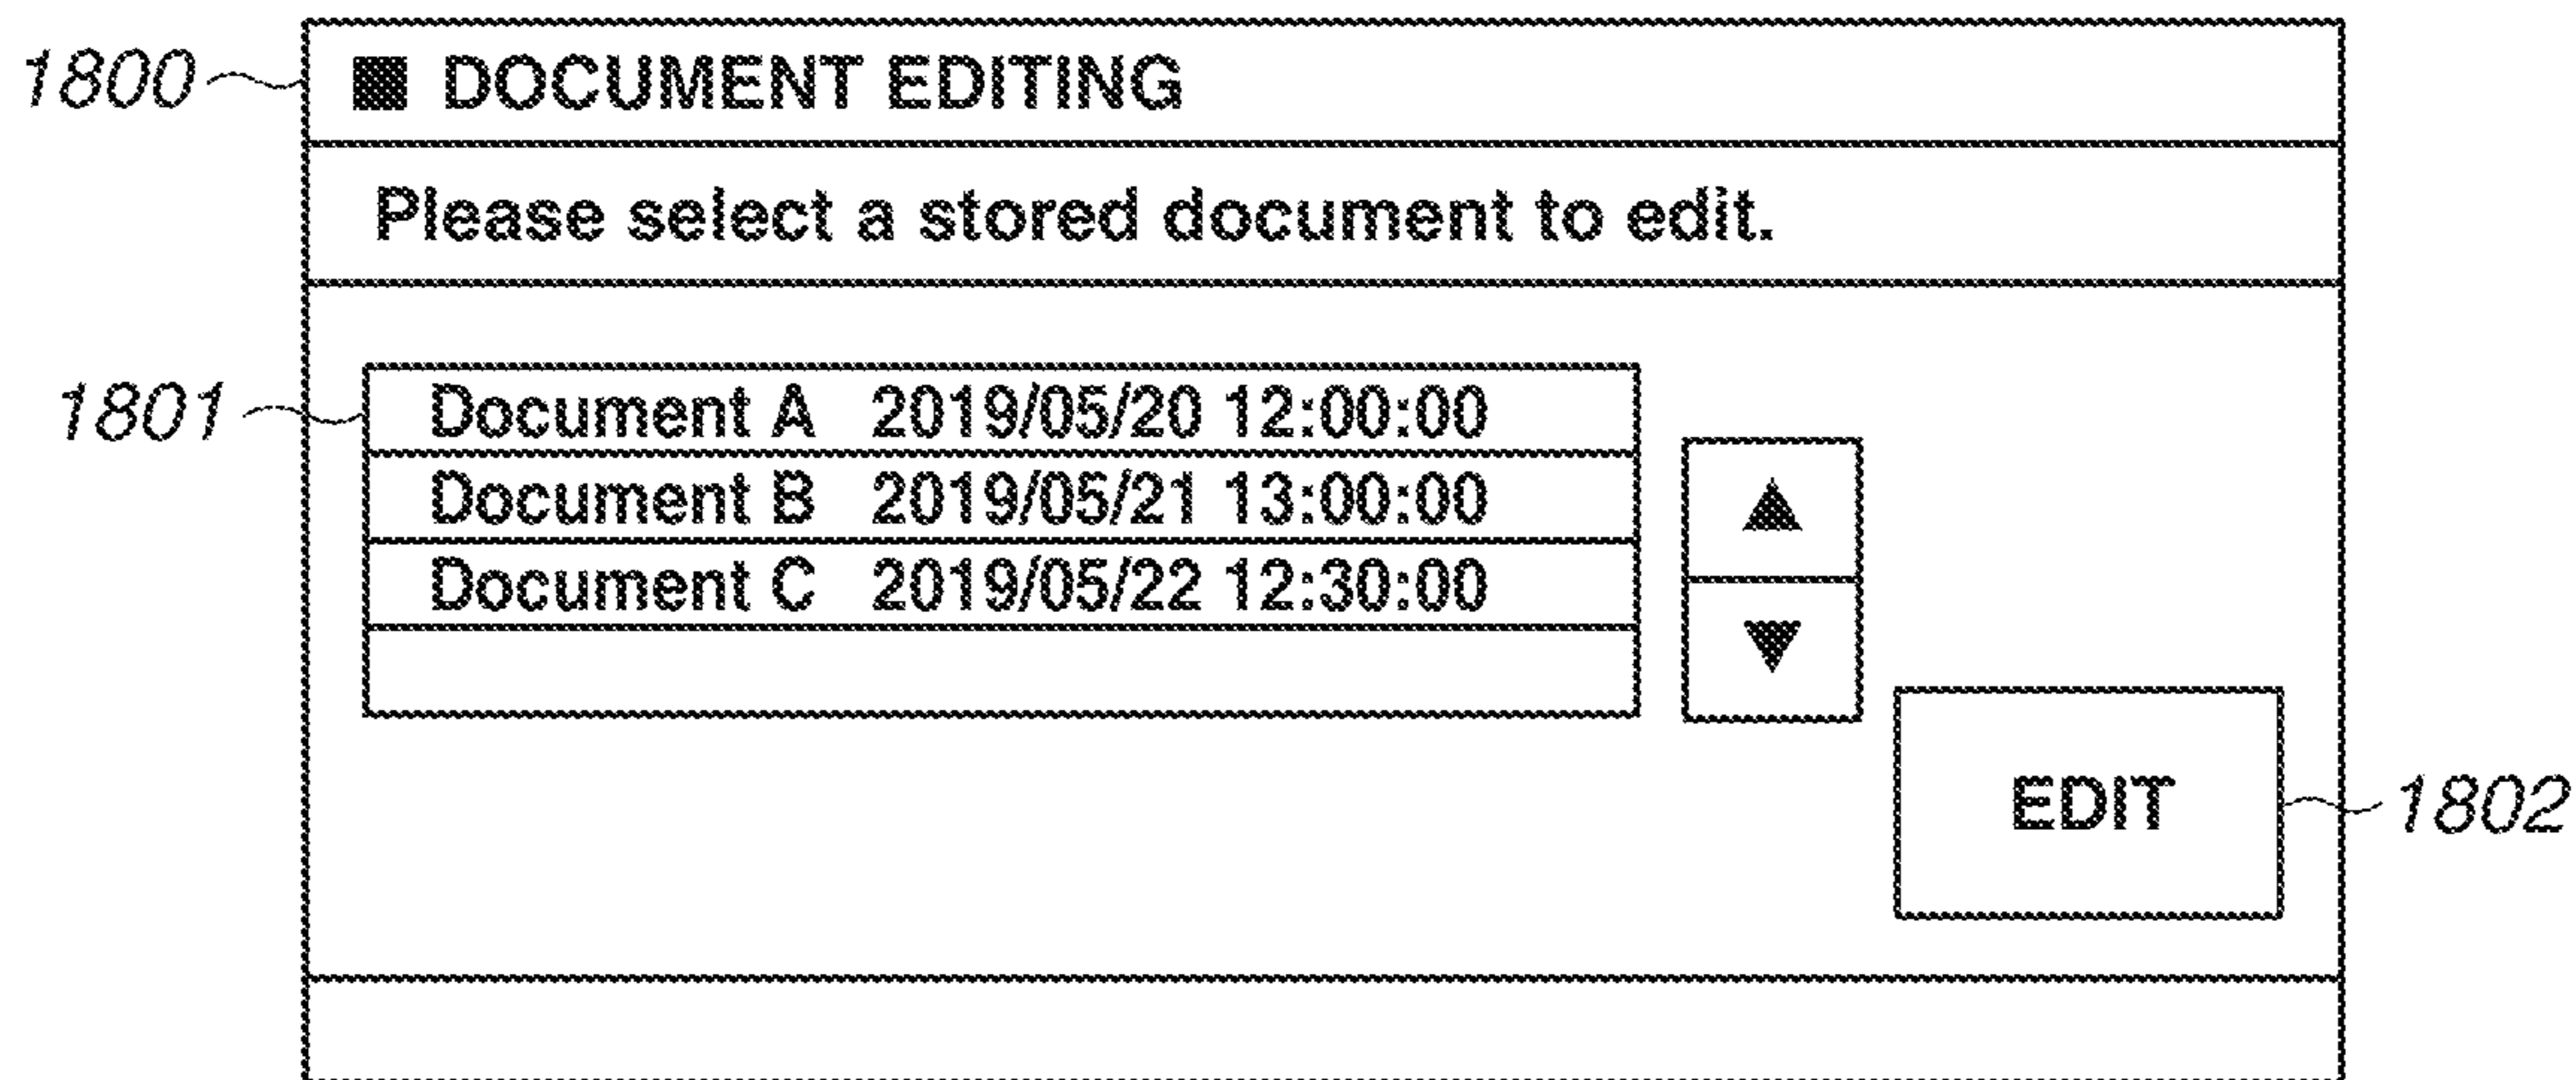 1800
■ DOCUMENT EDITING
Please select a stored document to edit.
1801
Document A 2019/05/20 12:00:00
Document B 2019/05/21 13:00:00
Document C 2019/05/22 12:30:00
▲
▼
EDIT
1802